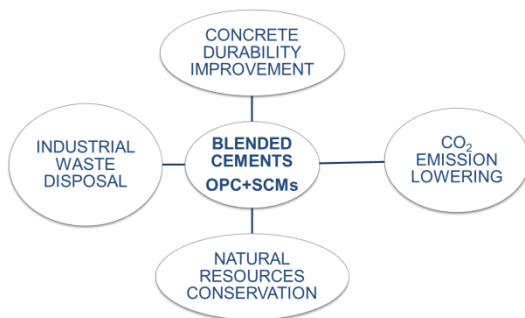 CONCRETE
DURABILITY
IMPROVEMENT
INDUSTRIAL
WASTE
DISPOSAL
BLENDED
CEMENTS
OPC+SCMs
CO₂
EMISSION
LOWERING
NATURAL
RESOURCES
CONSERVATION